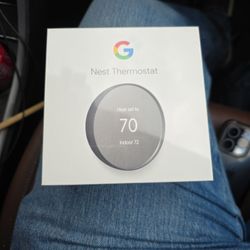 G
Nest Thermostat
Heat set to
70
Indoor 72